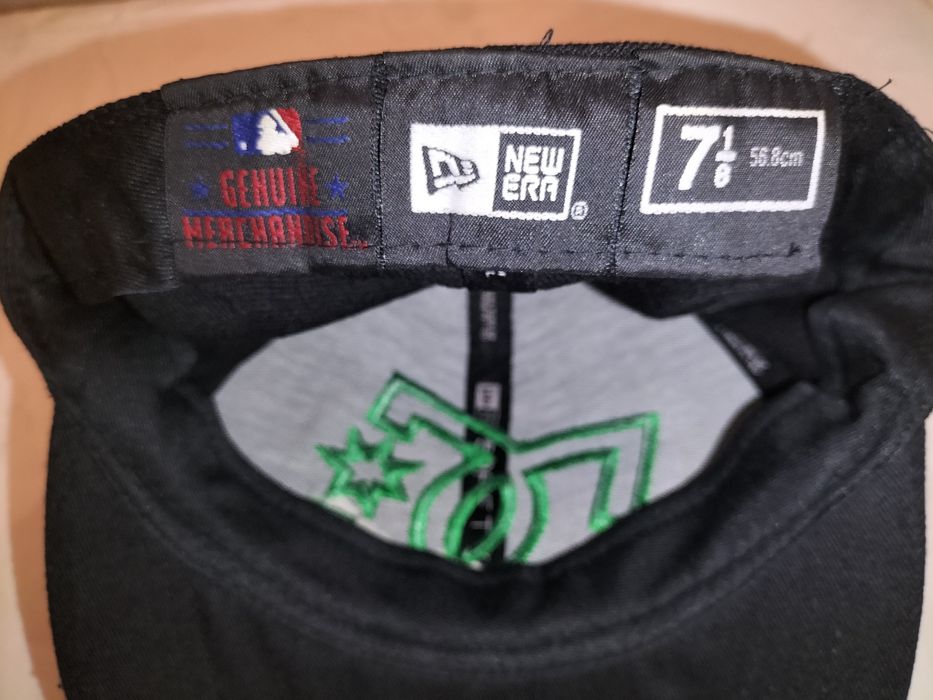 GENUINE
MERCHANDISE
NEW
ERA
®
7 1/8
56.8cm